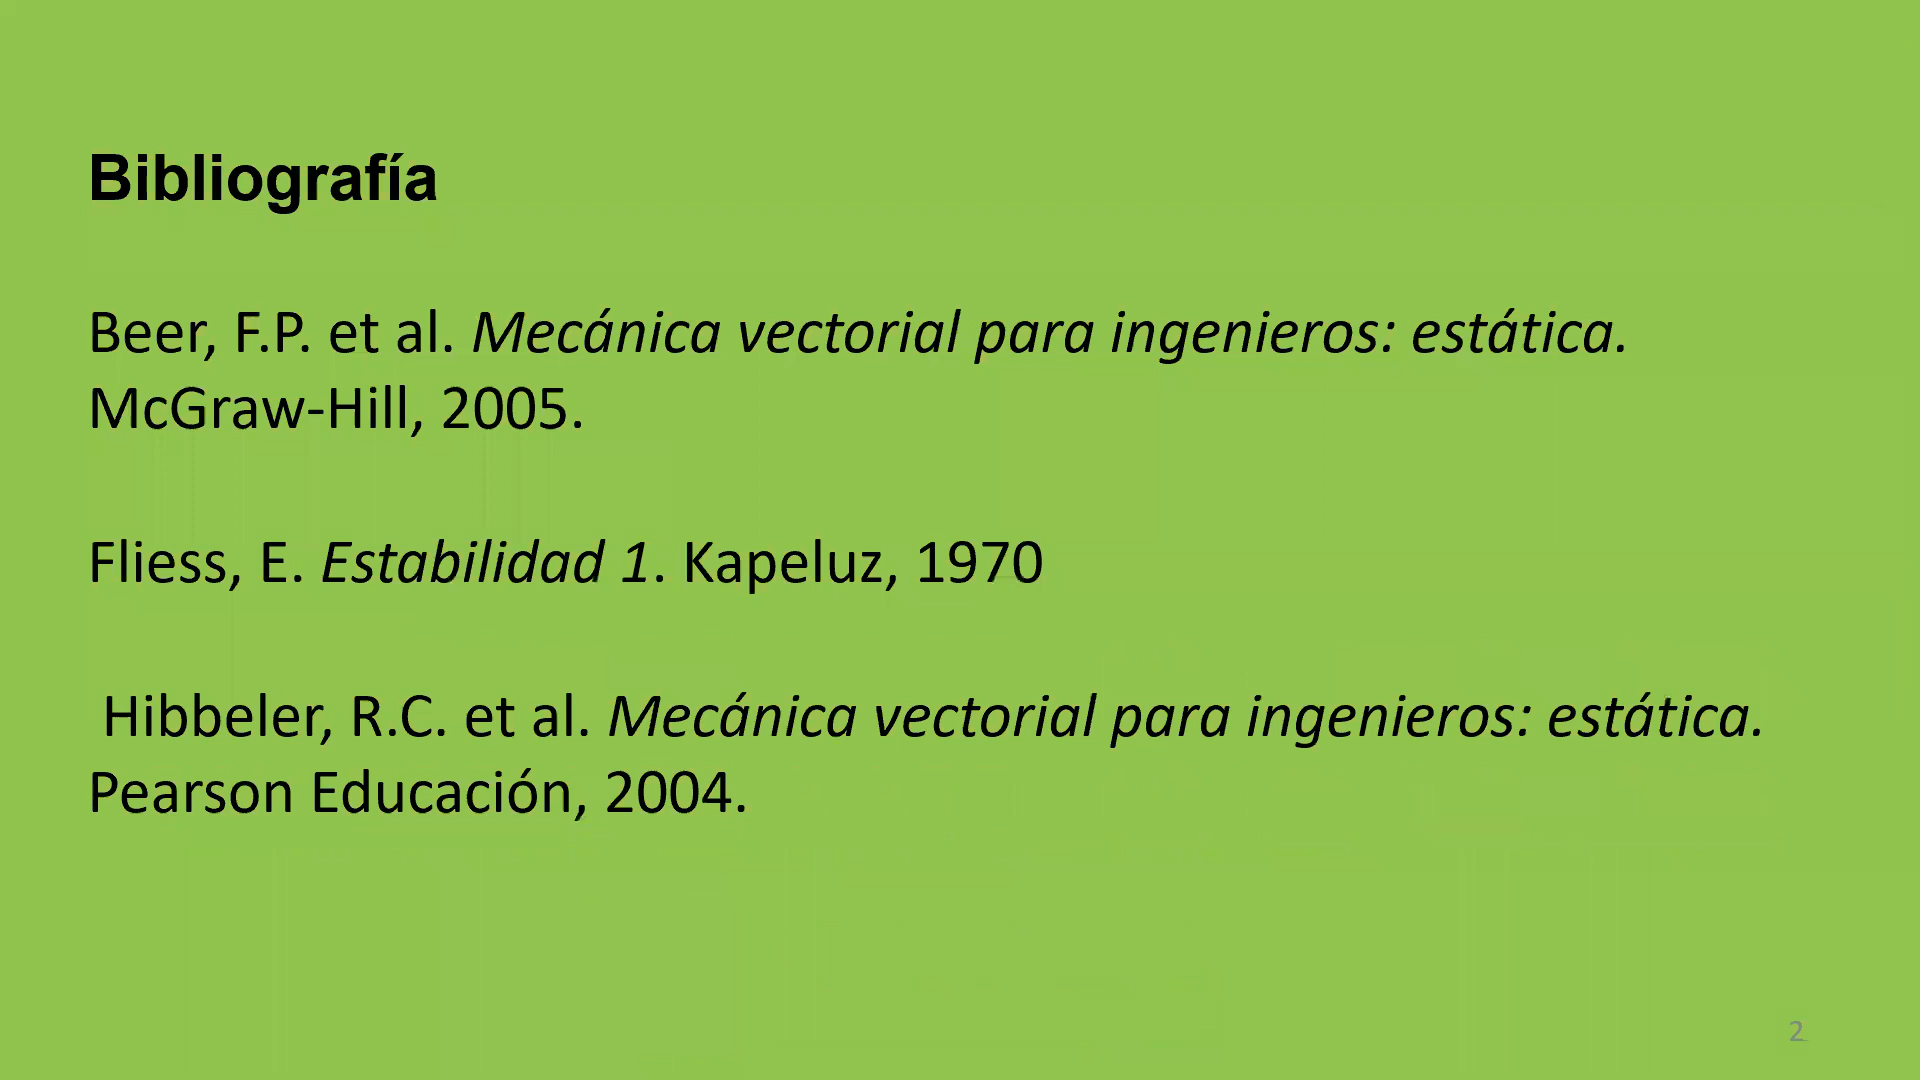 Bibliografía
Beer, F.P. et al. Mecánica vectorial para ingenieros: estática.
McGraw-Hill, 2005.
Fliess, E. Estabilidad 1. Kapeluz, 1970
Hibbeler, R.C. et al. Mecánica vectorial para ingenieros: estática.
Pearson Educación, 2004.
2